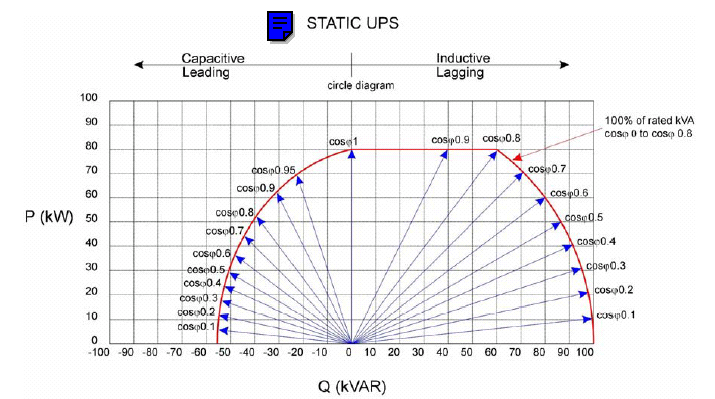 STATIC UPS
Capacitive
Leading
Inductive
Lagging
circle diagram
100% of rated kVA
cosφ 0 to cosφ 0.8
P (kW)
100
90
80
70
60
50
40
30
20
10
0
cosφ1
cosφ0.95
cosφ0.9
cosφ0.8
cosφ0.7
cosφ0.6
cosφ0.5
cosφ0.4
cosφ0.3
cosφ0.2
cosφ0.1
cosφ0.9
cosφ0.8
cosφ0.7
cosφ0.6
cosφ0.5
cosφ0.4
cosφ0.3
cosφ0.2
cosφ0.1
-100 -90 -80 -70 -60 -50 -40 -30 -20 -10 0 10 20 30 40 50 60 70 80 90 100
Q (kVAR)